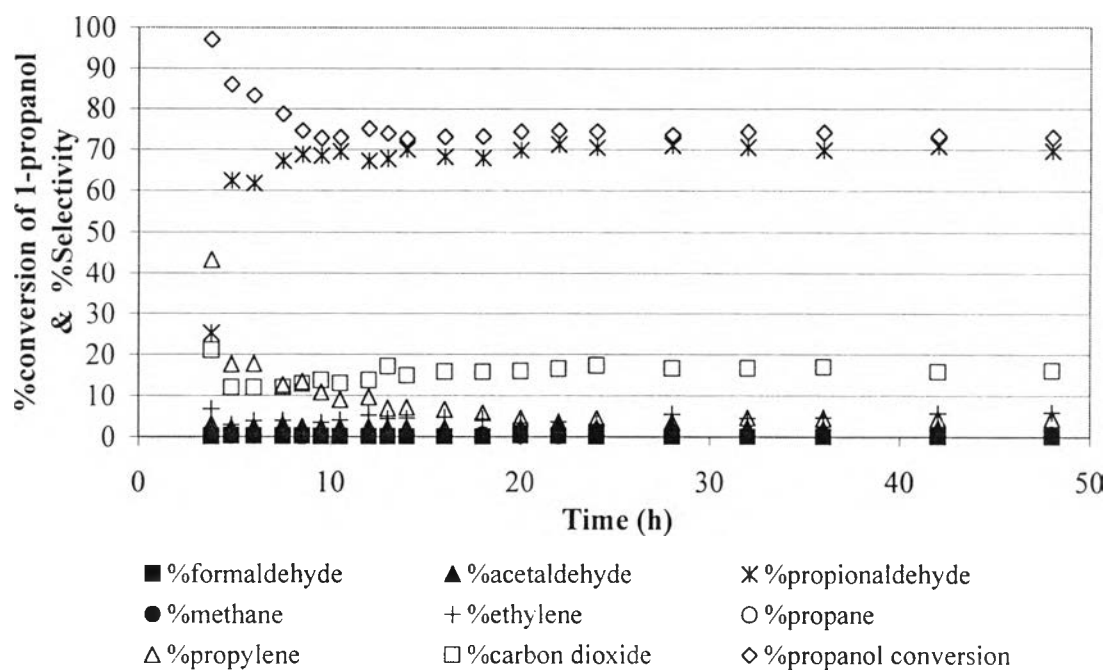 %conversion of 1-propanol
& %Selectivity
100
90
80
70
60
50
40
30
20
10
0
0 10 20 30 40 50
Time (h)
%formaldehyde %acetaldehyde %propionaldehyde
%methane %ethylene %propane
%propylene %carbon dioxide %propanol conversion